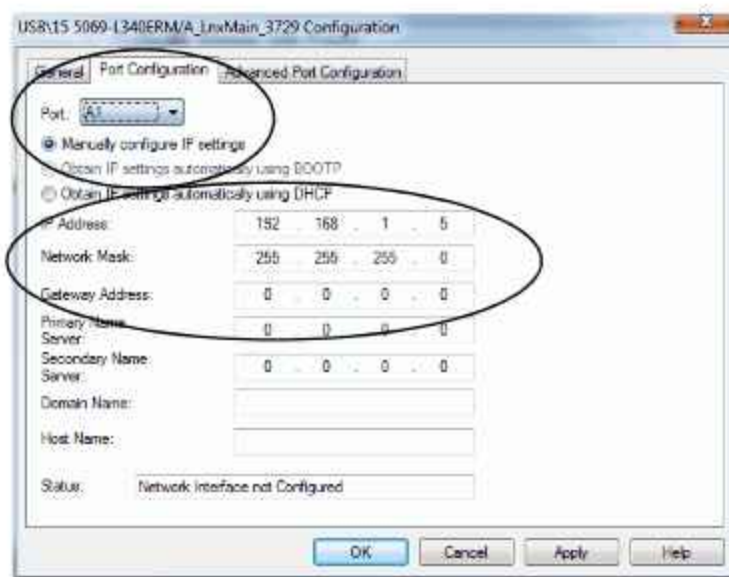 USB\15 5069-L340ERM/A_LnxMain_3729 Configuration
General Port Configuration Advanced Port Configuration
Port: A1
Manually configure IP settings
Obtain IP settings automatically using BOOTP
Obtain IP settings automatically using DHCP
IP Address: 192 . 168 . 1 . 5
Network Mask: 255 . 255 . 255 . 0
Gateway Address: 0 . 0 . 0 . 0
Primary Name
Server: 0 . 0 . 0 . 0
Secondary Name
Server: 0 . 0 . 0 . 0
Domain Name:
Host Name:
Status: Network Interface not Configured
OK Cancel Apply Help